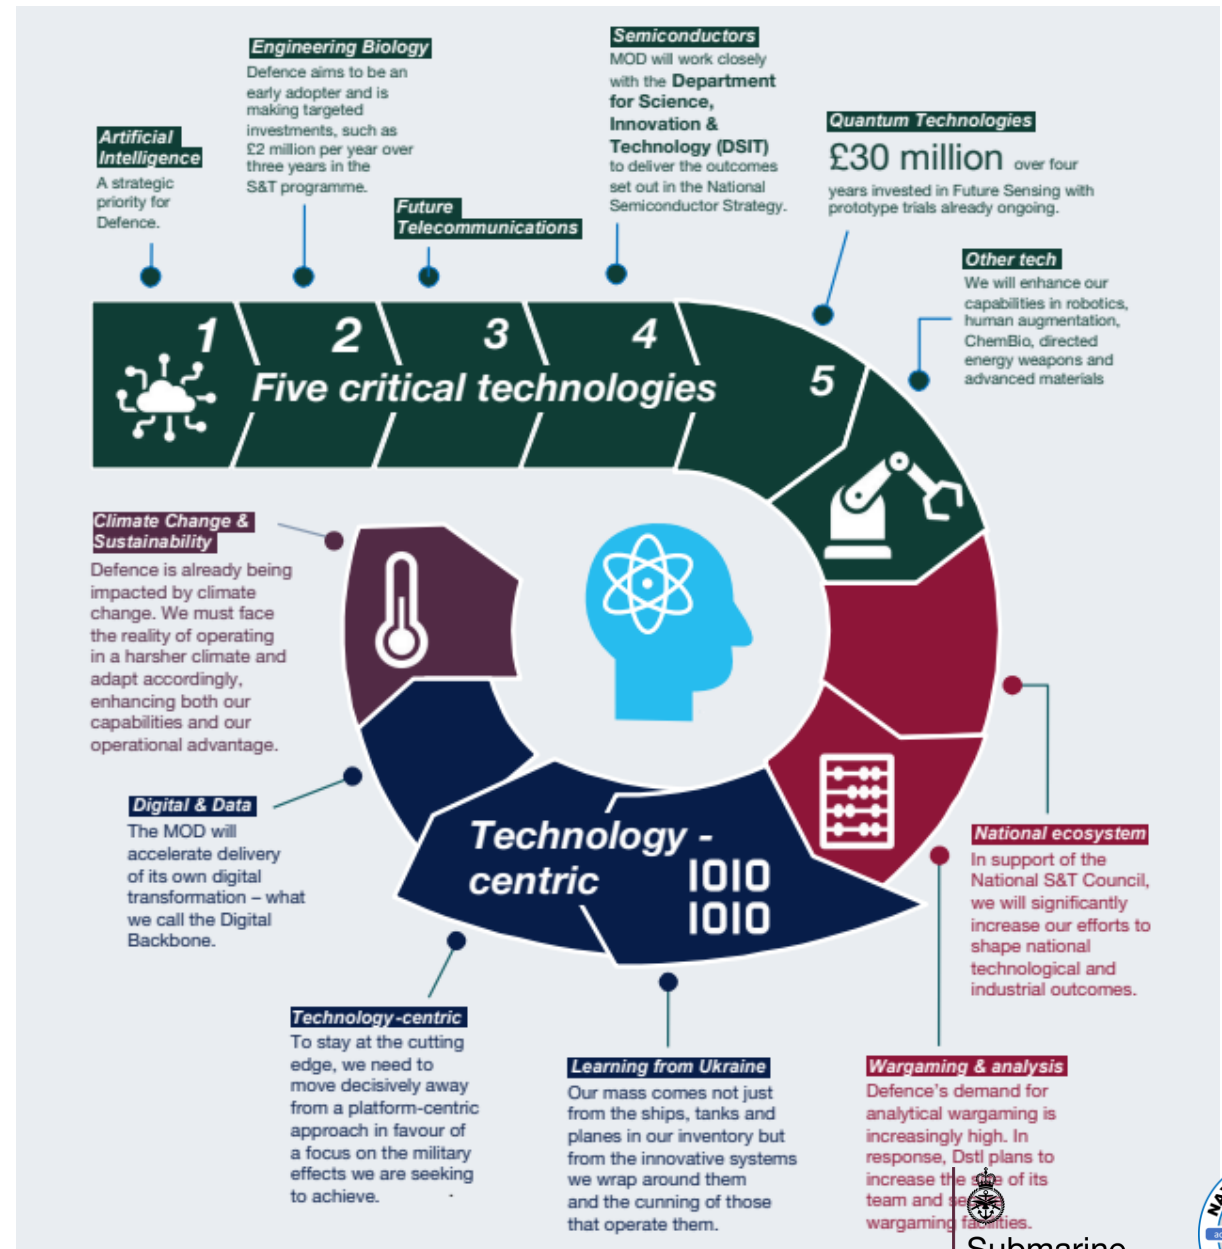 Artificial
Intelligence
A strategic
priority for
Defence.
Engineering Biology
Defence aims to be an
early adopter and is
making targeted
investments, such as
£2 million per year over
three years in the
S&T programme.
Future
Telecommunications
Semiconductors
MOD will work closely
with the Department
for Science,
Innovation &
Technology (DSIT)
to deliver the outcomes
set out in the National
Semiconductor Strategy.
Quantum Technologies
£30 million over four
years invested in Future Sensing with
prototype trials already ongoing.
Other tech
We will enhance our
capabilities in robotics,
human augmentation,
ChemBio, directed
energy weapons and
advanced materials
1 2 3 4 5
Five critical technologies
Climate Change &
Sustainability
Defence is already being
impacted by climate
change. We must face
the reality of operating
in a harsher climate and
adapt accordingly,
enhancing both our
capabilities and our
operational advantage.
Digital & Data
The MOD will
accelerate delivery
of its own digital
transformation – what
we call the Digital
Backbone.
Technology -
centric
1010
1010
National ecosystem
In support of the
National S&T Council,
we will significantly
increase our efforts to
shape national
technological and
industrial outcomes.
Technology-centric
To stay at the cutting
edge, we need to
move decisively away
from a platform-centric
approach in favour of
a focus on the military
effects we are seeking
to achieve.
Learning from Ukraine
Our mass comes not just
from the ships, tanks and
planes in our inventory but
from the innovative systems
we wrap around them
and the cunning of those
that operate them.
Wargaming & analysis
Defence's demand for
analytical wargaming is
increasingly high. In
response, Dstl plans to
increase the of its
team and
wargaming facilities.
Submarine